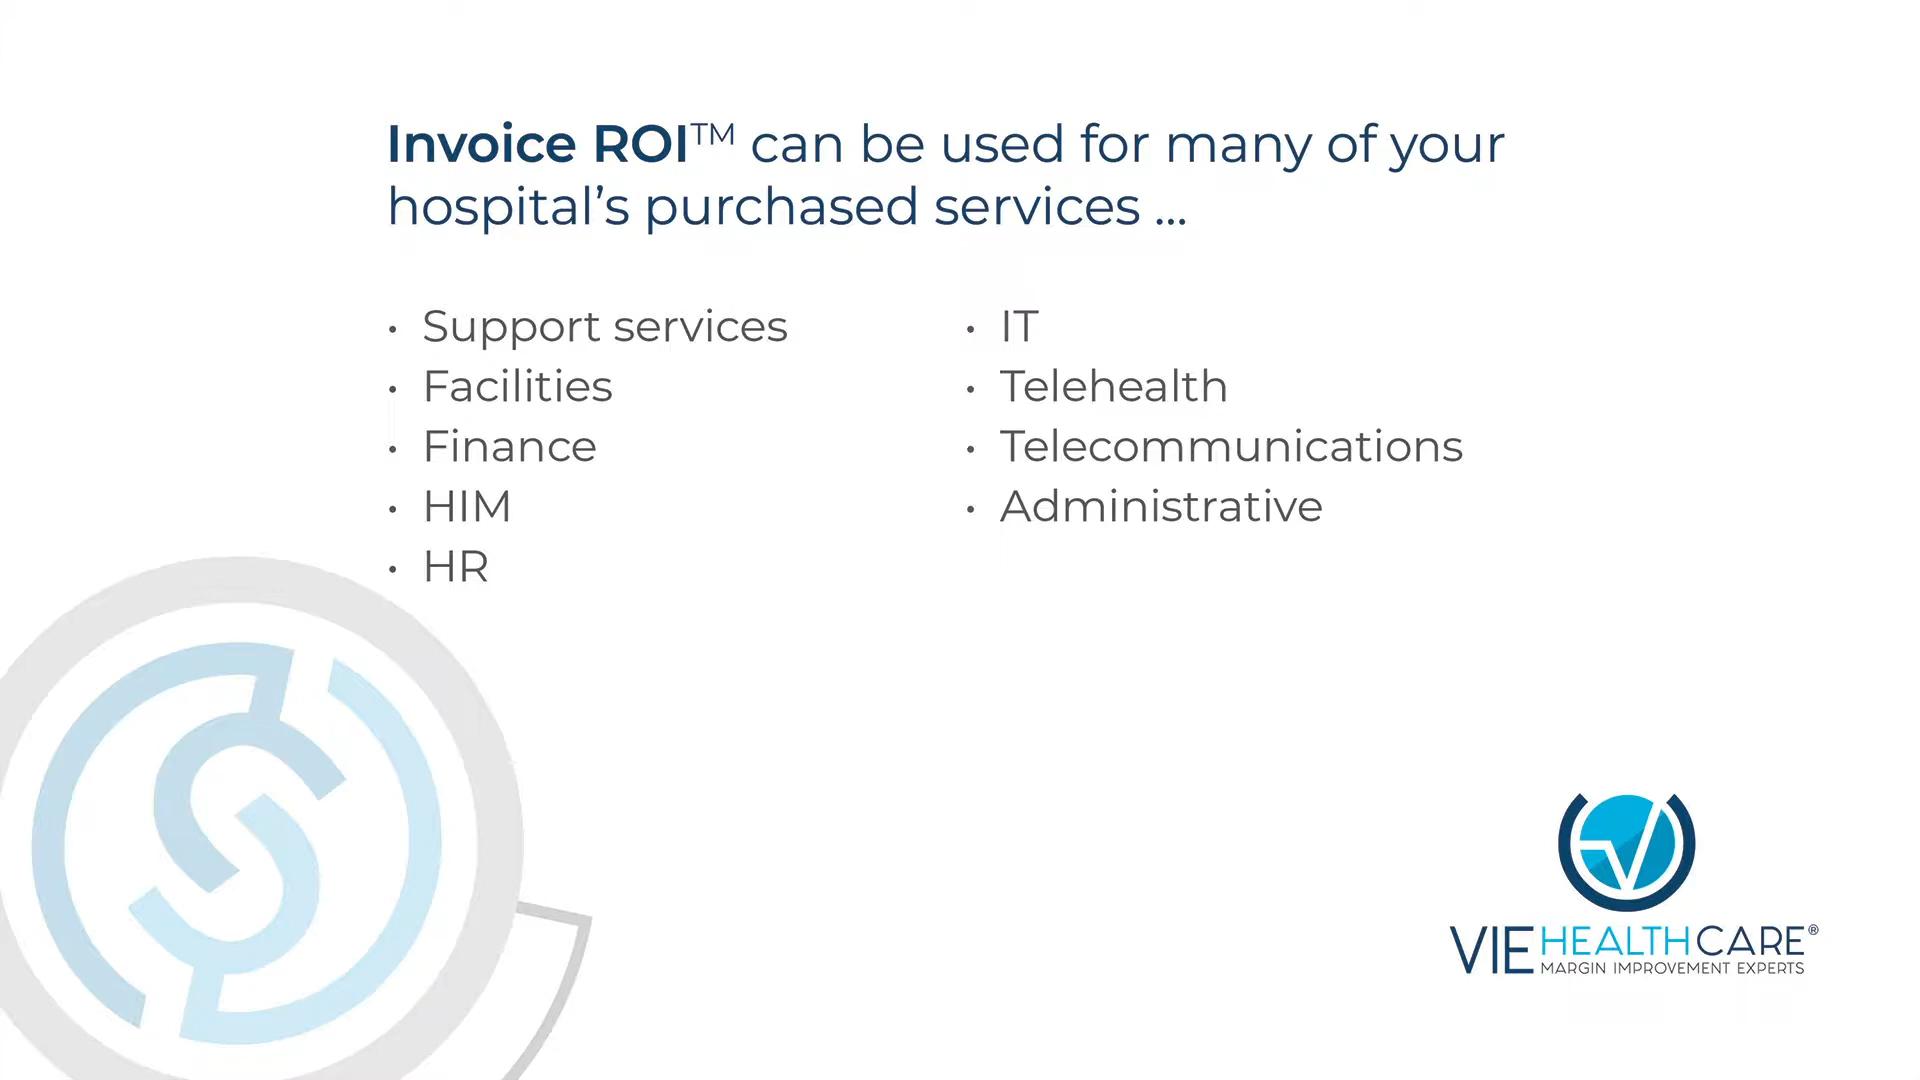 Invoice ROI™ can be used for many of your
hospital’s purchased services ...
• Support services
• Facilities
• Finance
• HIM
• HR
• IT
• Telehealth
• Telecommunications
• Administrative
VIE HEALTHCARE®
MARGIN IMPROVEMENT EXPERTS